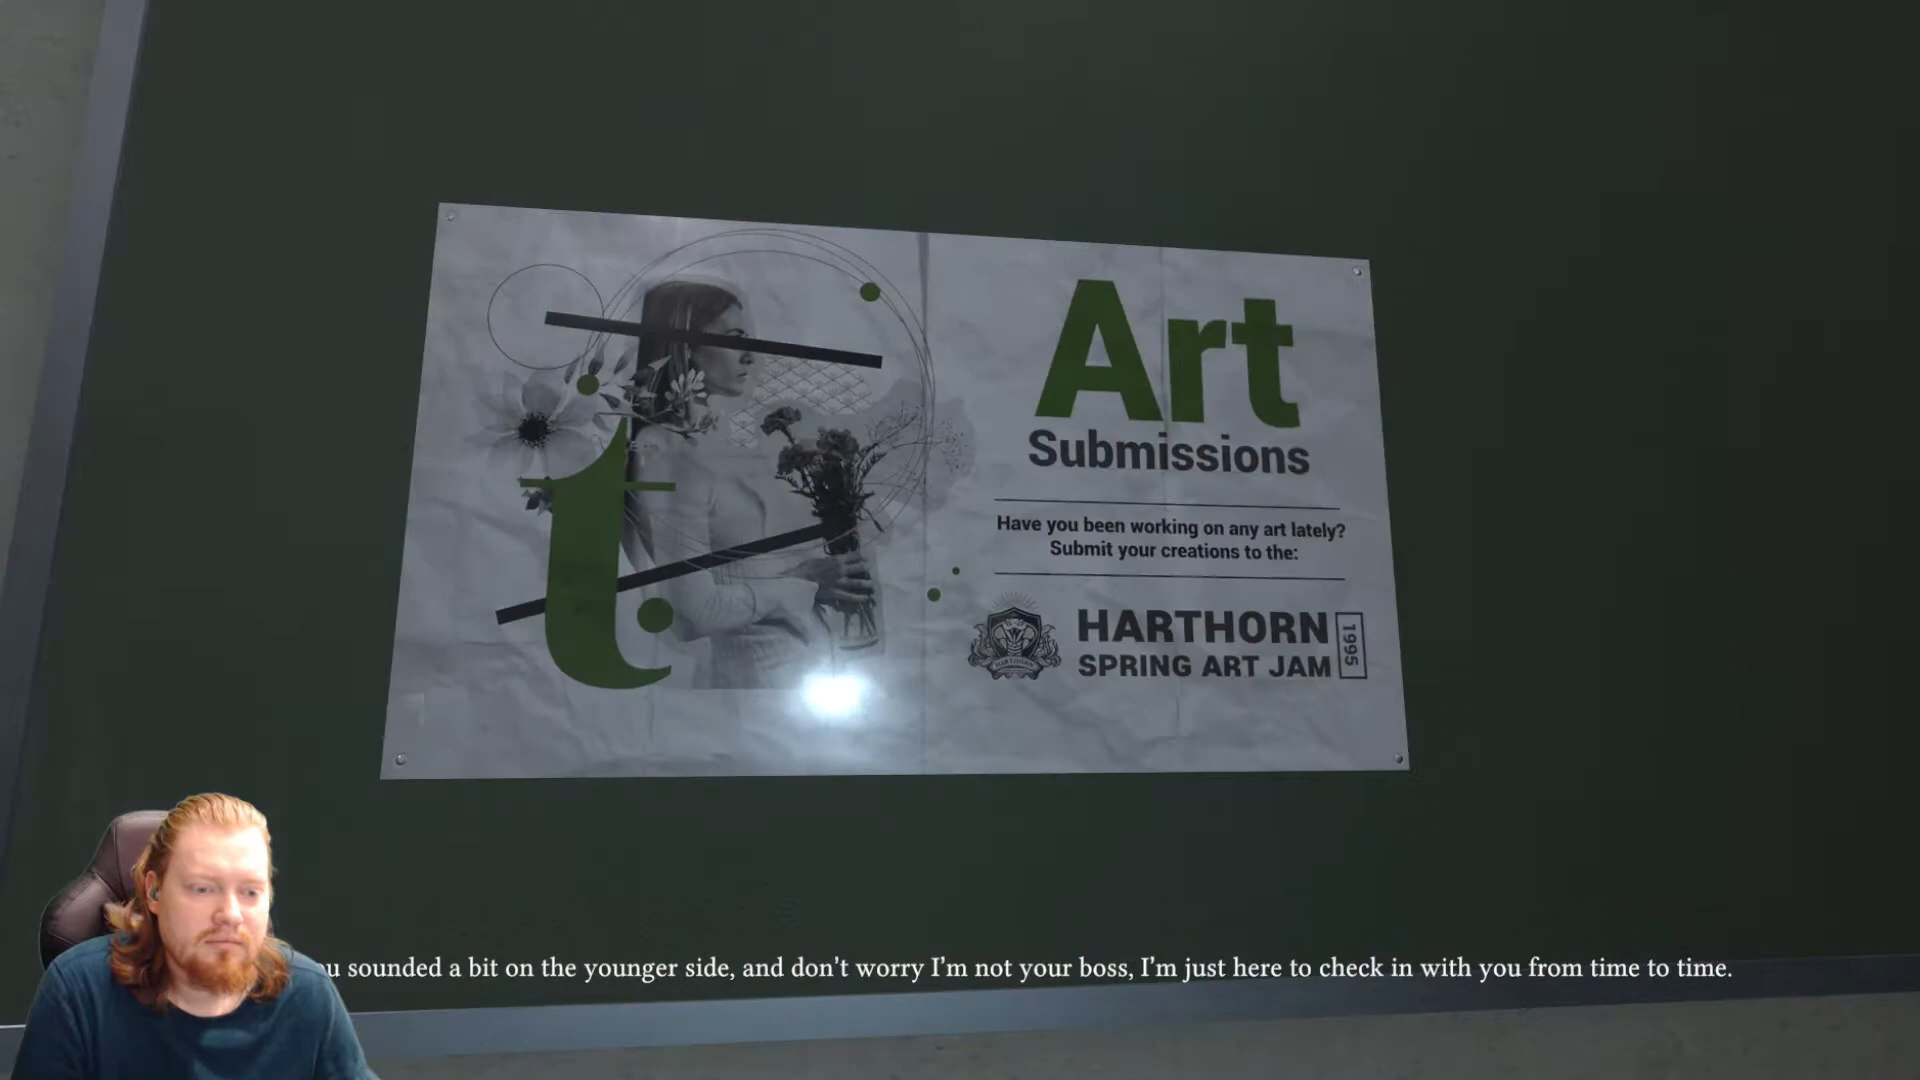 Art
Submissions
Have you been working on any art lately?
Submit your creations to the:
HARTHORN
SPRING ART JAM
1995
HARTHORN
t
sounded a bit on the younger side, and don't worry I'm not your boss, I'm just here to check in with you from time to time.